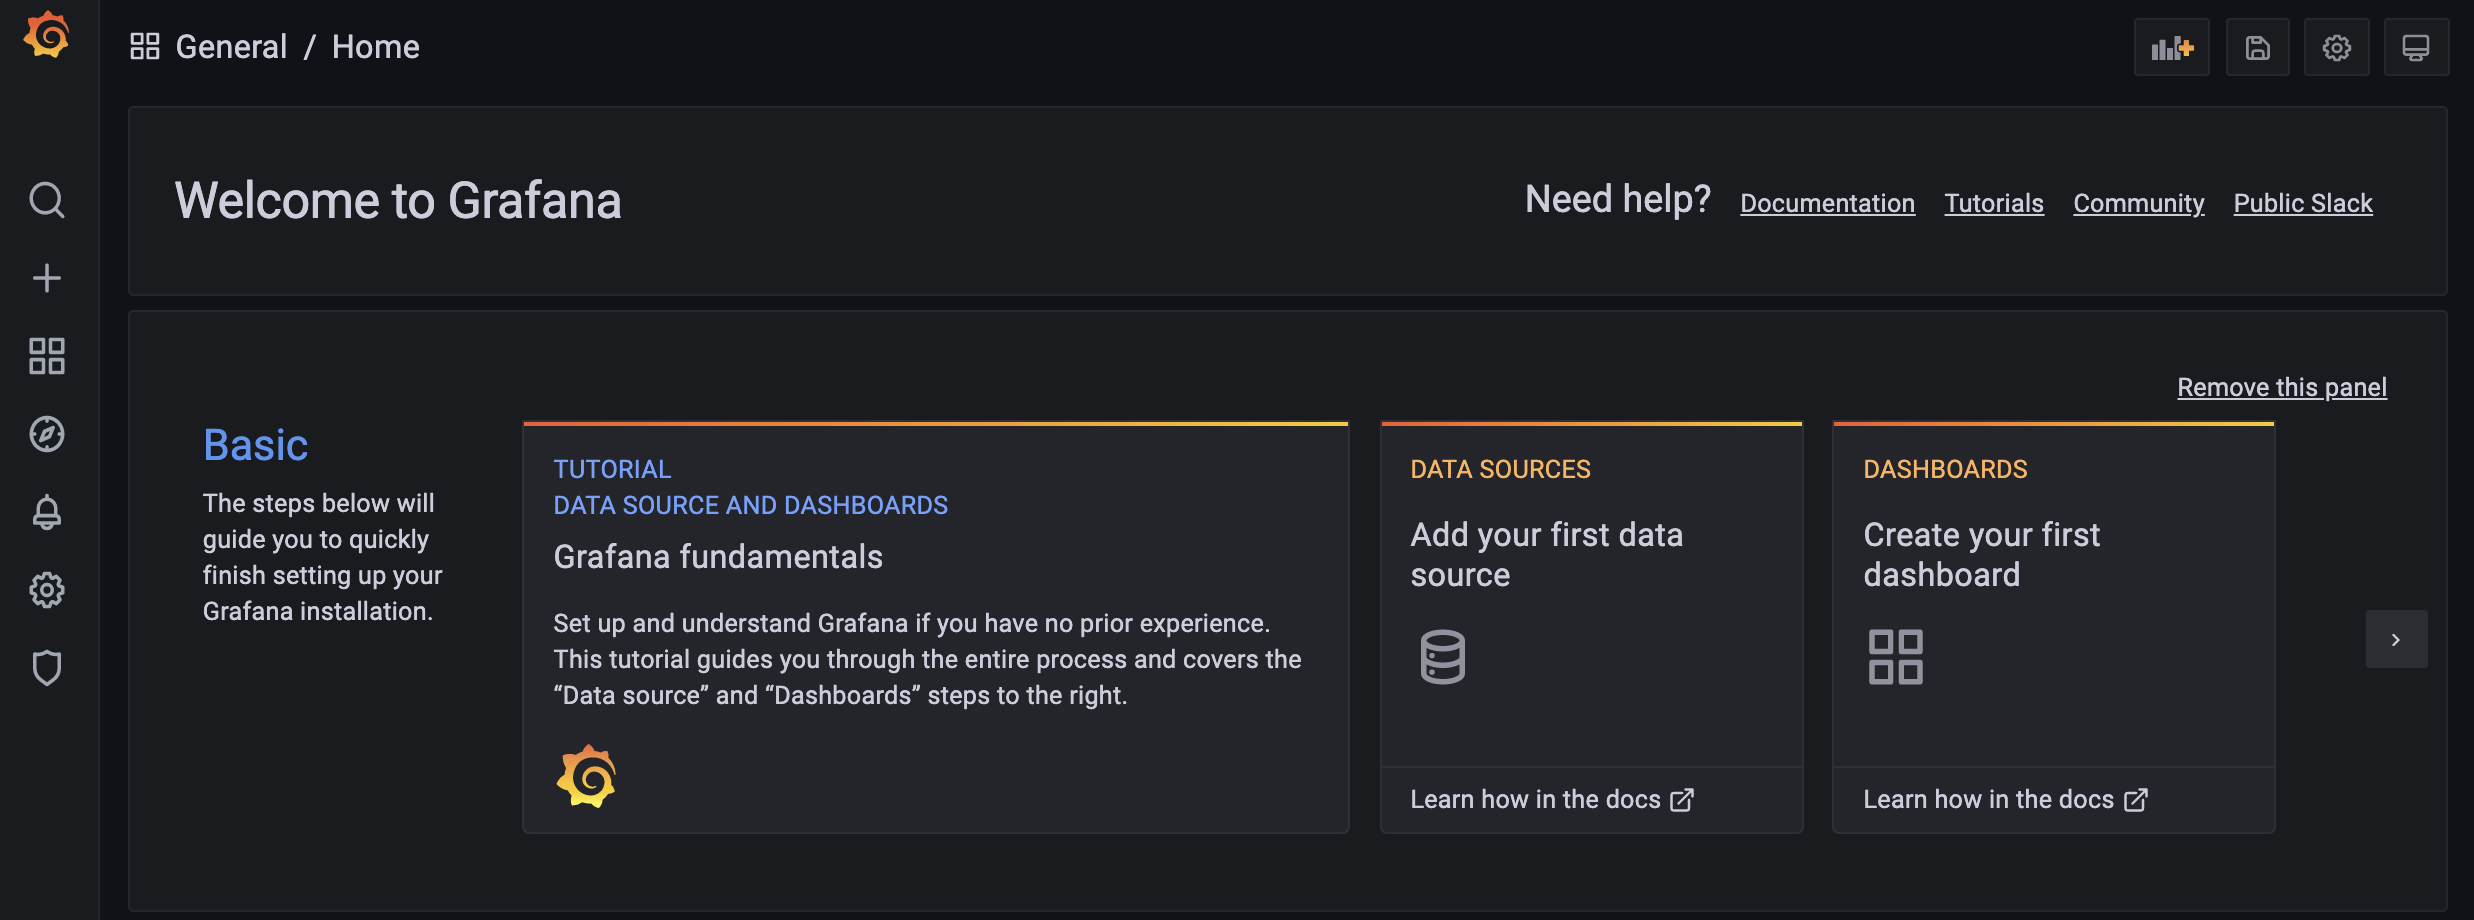 General / Home
Welcome to Grafana
Need help? Documentation Tutorials Community Public Slack
Remove this panel
Basic
The steps below will
guide you to quickly
finish setting up your
Grafana installation.
TUTORIAL
DATA SOURCE AND DASHBOARDS
Grafana fundamentals
Set up and understand Grafana if you have no prior experience.
This tutorial guides you through the entire process and covers the
“Data source” and “Dashboards” steps to the right.
DATA SOURCES
Add your first data
source
Learn how in the docs
DASHBOARDS
Create your first
dashboard
Learn how in the docs